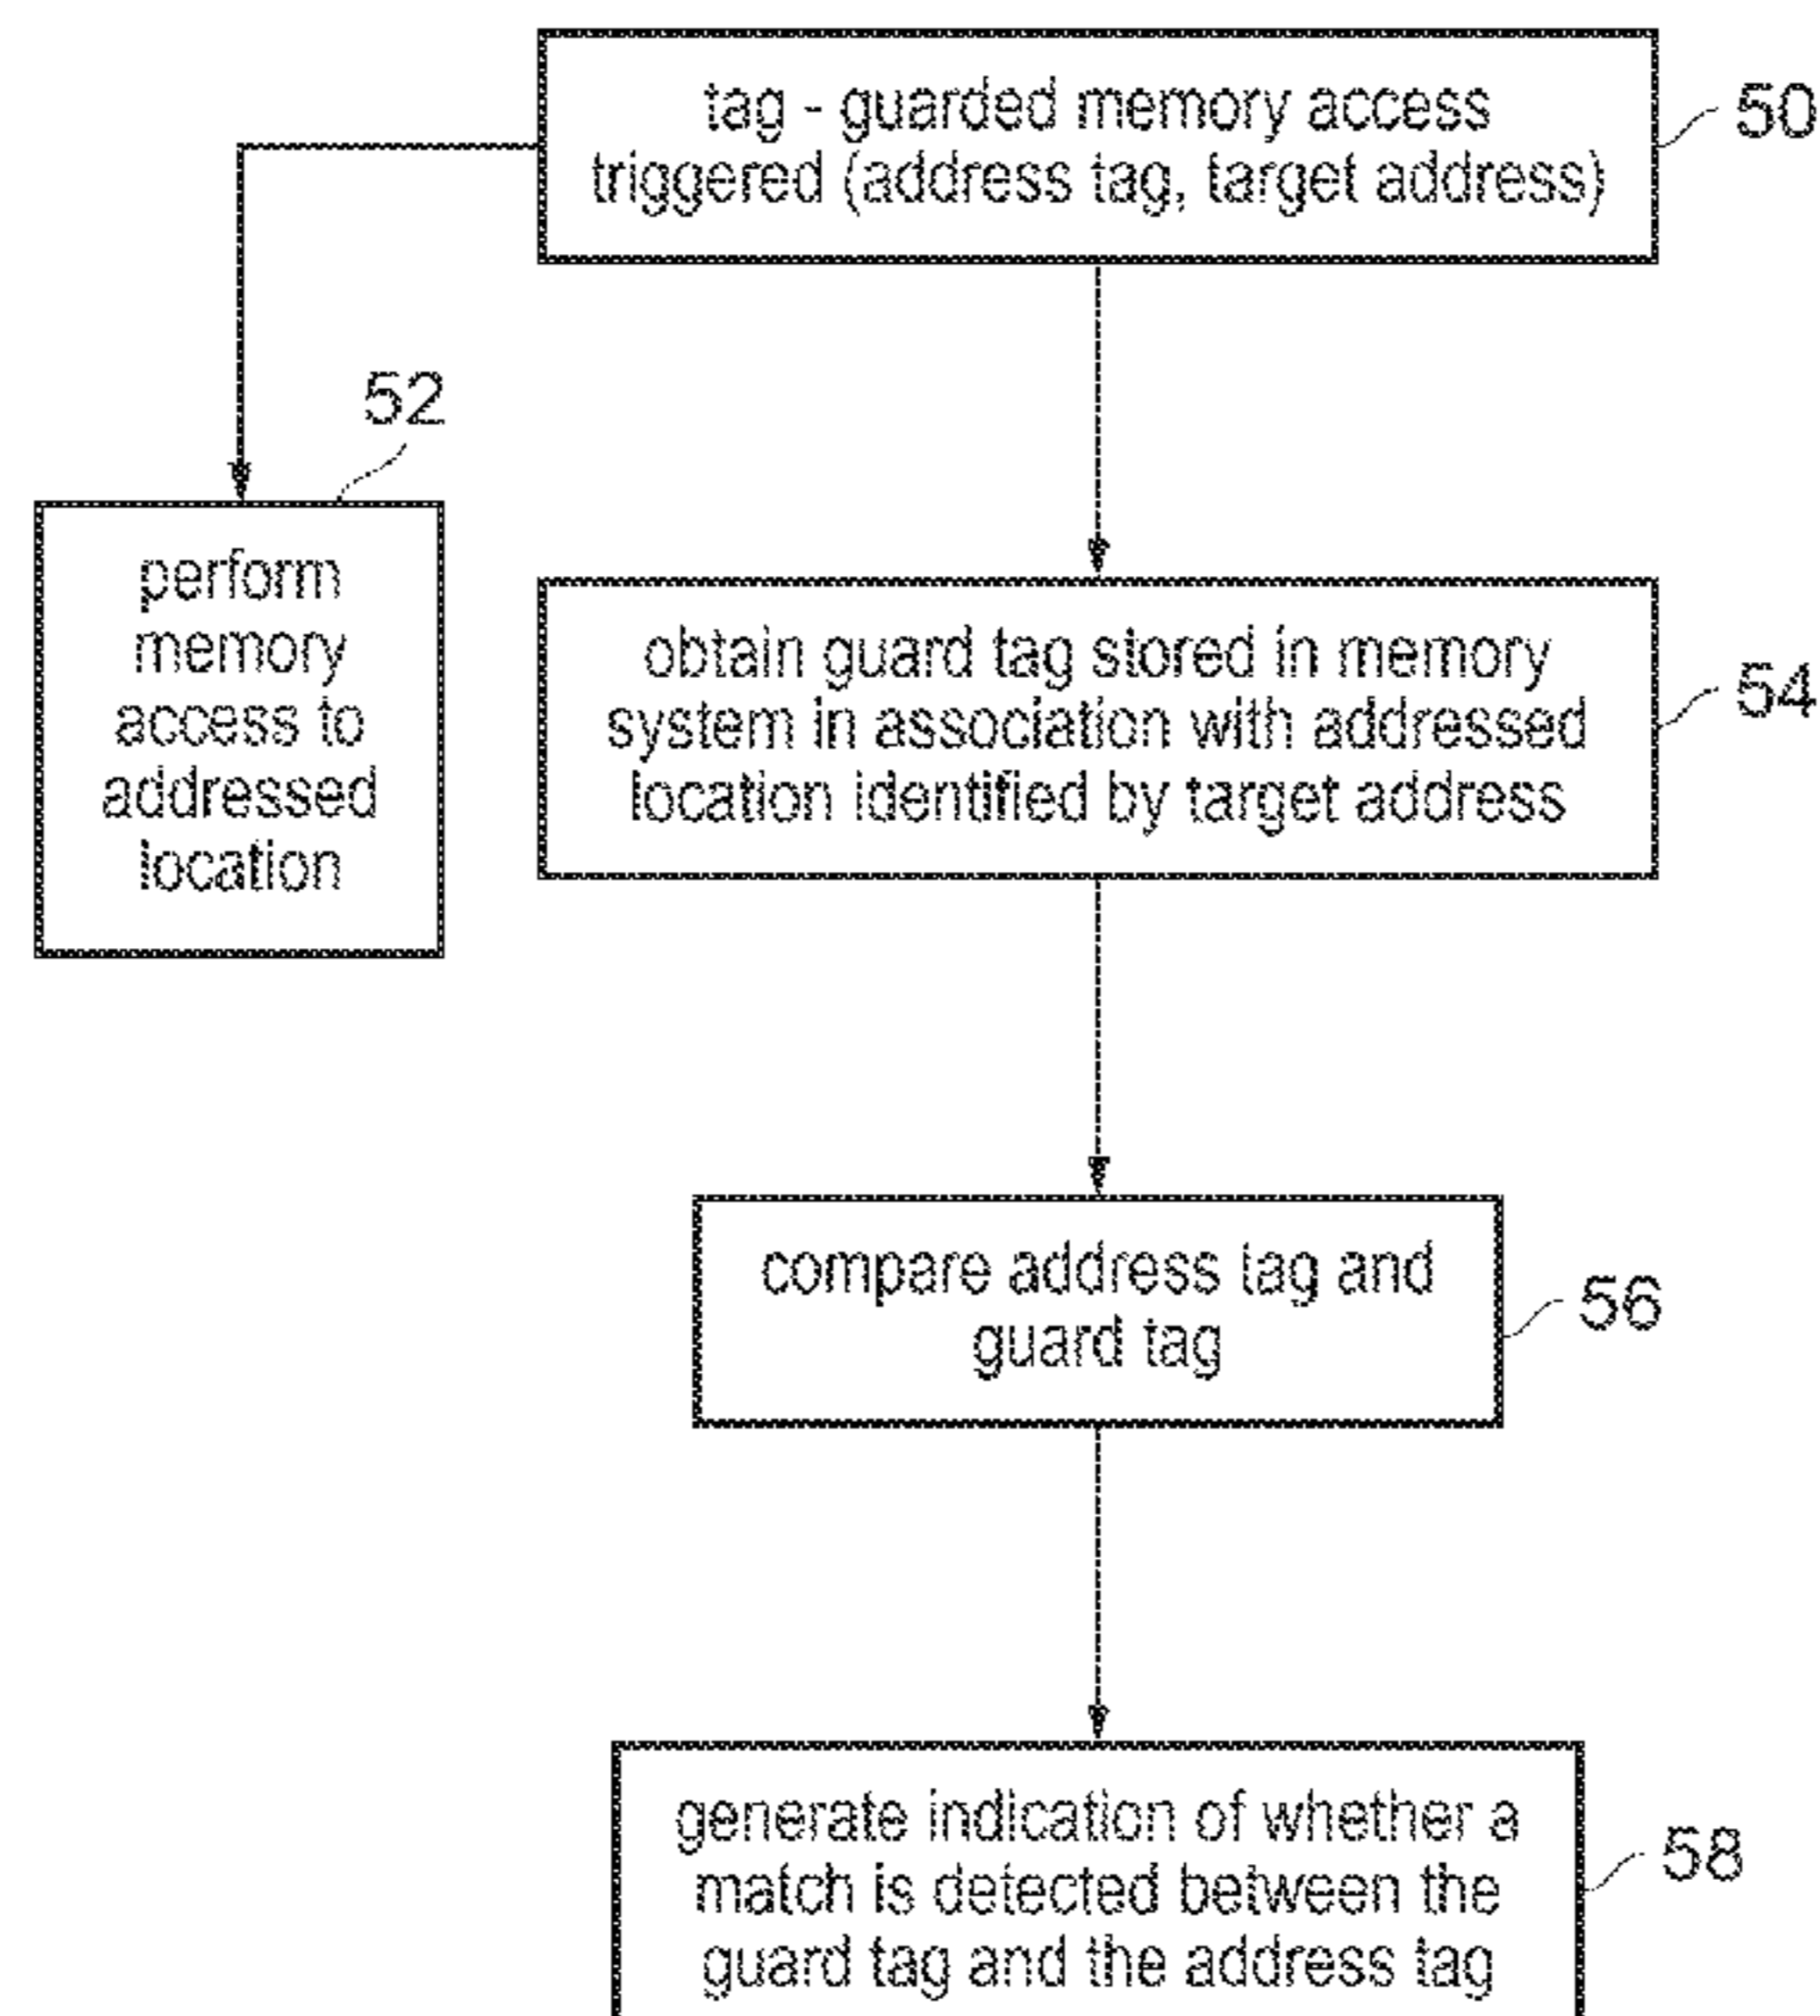 tag - guarded memory access
triggered (address tag, target address)
50
52
perform
memory
access to
addressed
location
obtain guard tag stored in memory
system in association with addressed
location identified by target address
54
compare address tag and
guard tag
56
generate indication of whether a
match is detected between the
guard tag and the address tag
58